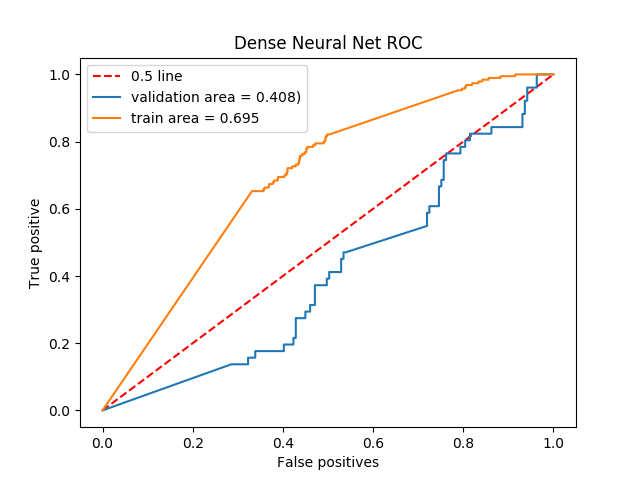 Dense Neural Net ROC
0.5 line
validation area = 0.408)
train area = 0.695
True positive
1.0
0.8
0.6
0.4
0.2
0.0
0.0 0.2 0.4 0.6 0.8 1.0
False positives